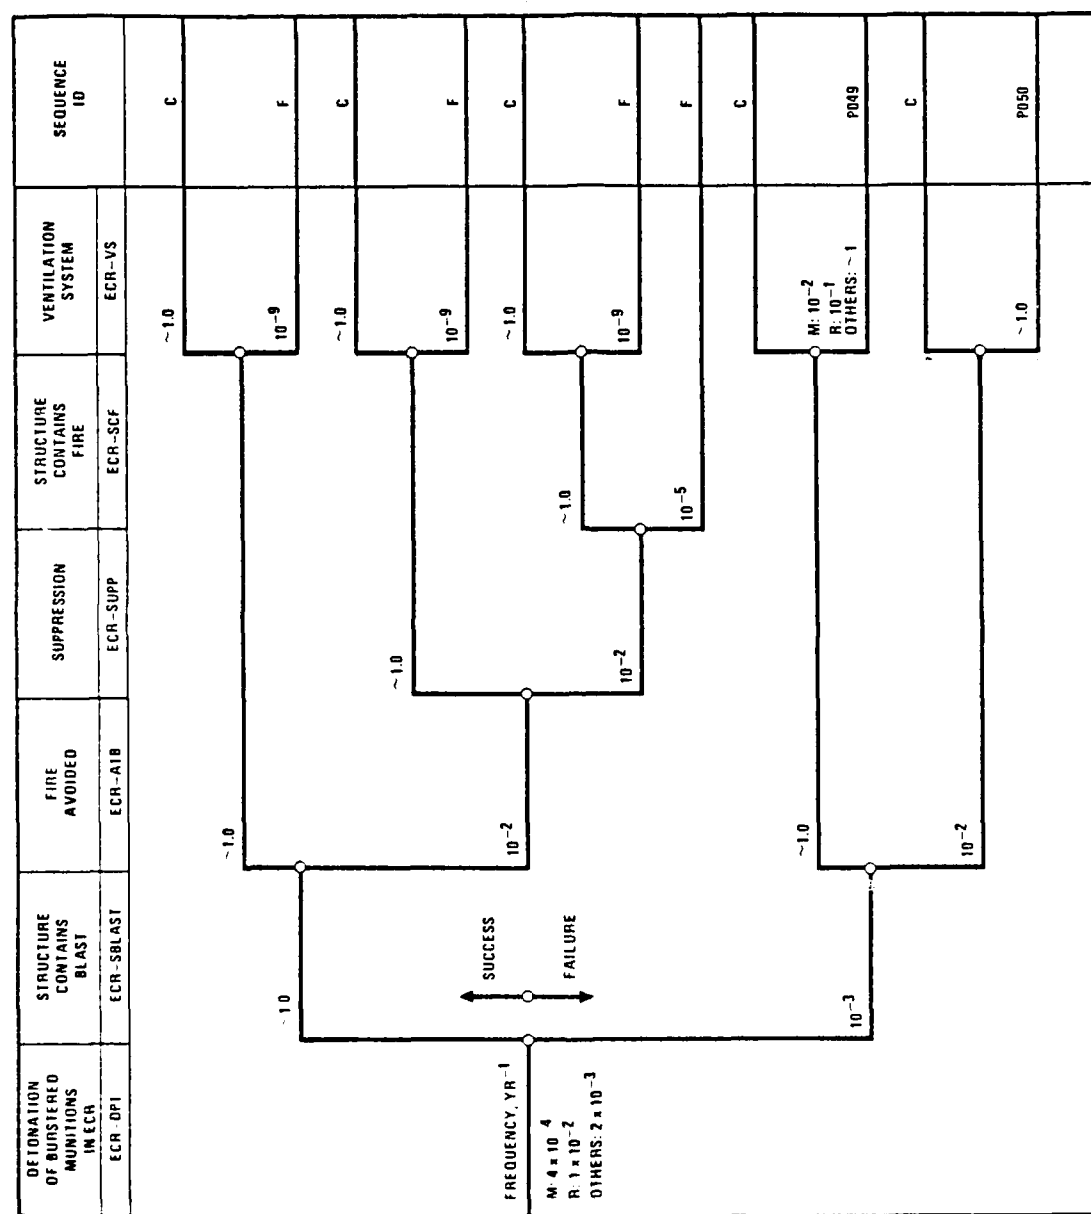 DETONATION
OF BURSTERED
MUNITIONS
IN ECR
STRUCTURE
CONTAINS
BLAST
FIRE
AVOIDED
SUPPRESSION
STRUCTURE
CONTAINS
FIRE
VENTILATION
SYSTEM
SEQUENCE
ID
ECR-DPI
ECR-SBLAST
ECR-AIB
ECR-SUPP
ECR-SCF
ECR-VS
~1.0
C
~1.0
10⁻⁹
F
~1.0
C
~1.0
10⁻⁹
F
~1.0
C
~1.0
~1.0
10⁻⁹
F
SUCCESS
10⁻²
10⁻²
10⁻⁵
F
FREQUENCY, YR⁻¹
M: 4 x 10⁻⁴
R: 1 x 10⁻²
OTHERS: 2 x 10⁻³
FAILURE
C
~1.0
M: 10⁻²
R: 10⁻¹
OTHERS: ~ 1
P049
10⁻³
C
10⁻²
~1.0
P050